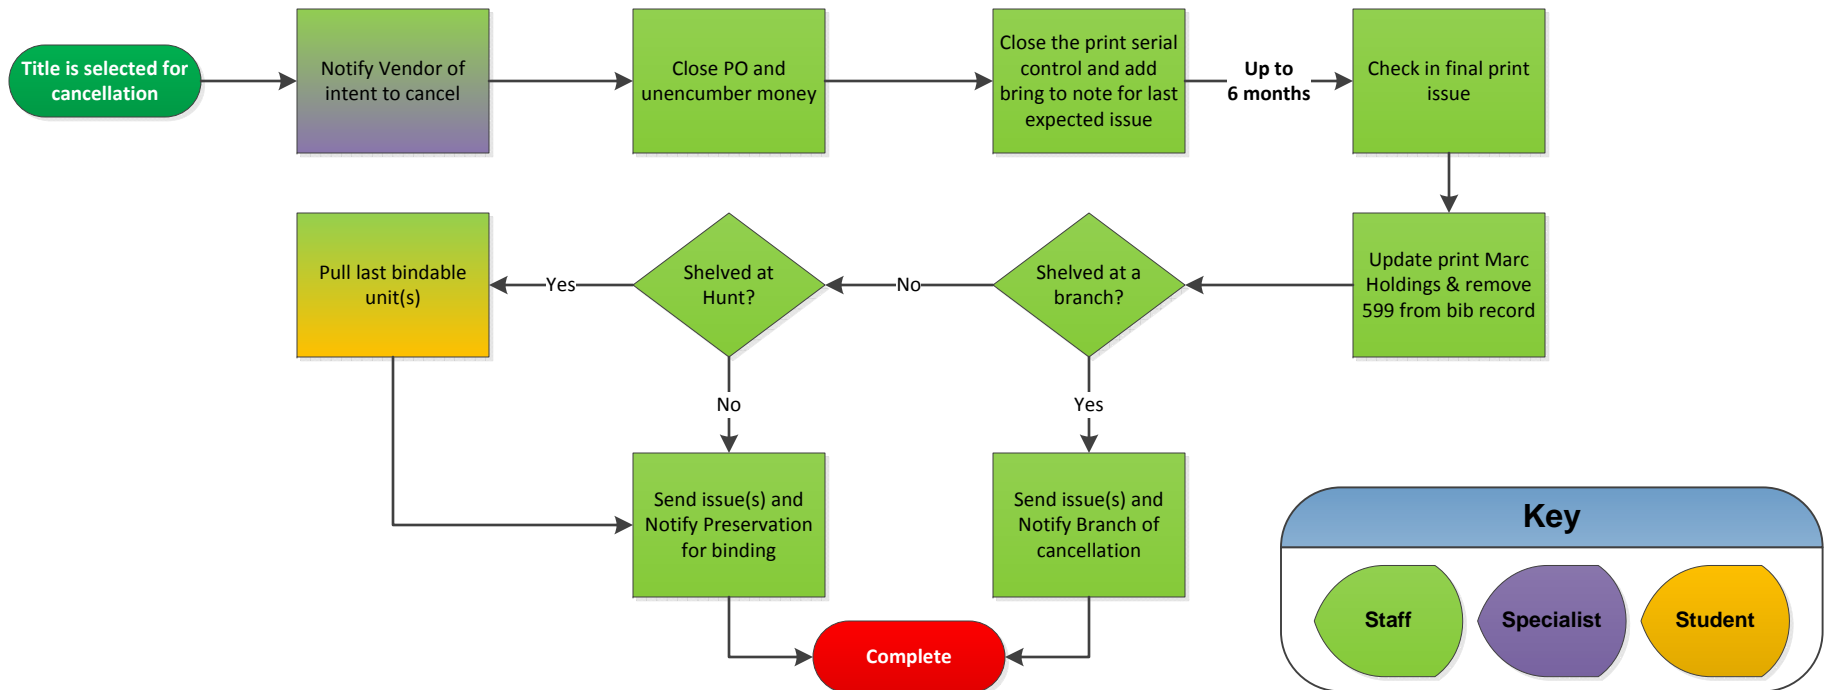 Title is selected for
cancellation
Notify Vendor of
intent to cancel
Close PO and
unencumber money
Close the print serial
control and add
bring to note for last
expected issue
Up to
6 months
Check in final print
issue
Update print Marc
Holdings & remove
599 from bib record
Shelved at a
branch?
No
Shelved at
Hunt?
Yes
Pull last bindable
unit(s)
No
Yes
Send issue(s) and
Notify Preservation
for binding
Send issue(s) and
Notify Branch of
cancellation
Complete
Key
Staff
Specialist
Student